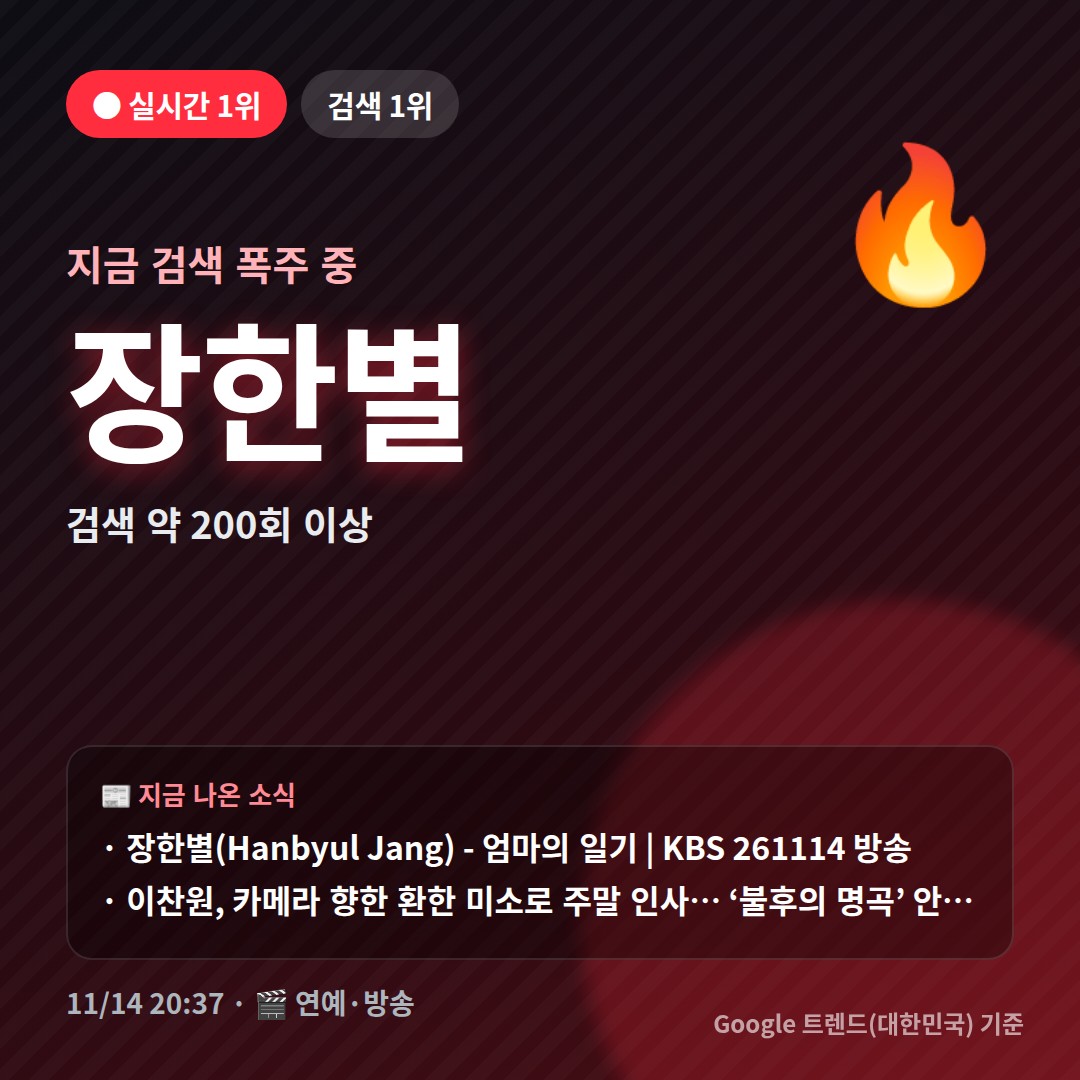 실시간 1위
검색 1위
지금 검색 폭주 중
장한별
검색 약 200회 이상
📰 지금 나온 소식
· 장한별(Hanbyul Jang) - 엄마의 일기 | KBS 261114 방송
· 이찬원, 카메라 향한 환한 미소로 주말 인사… ‘불후의 명곡’ 안…
11/14 20:37 · 🎬 연예·방송
Google 트렌드(대한민국) 기준